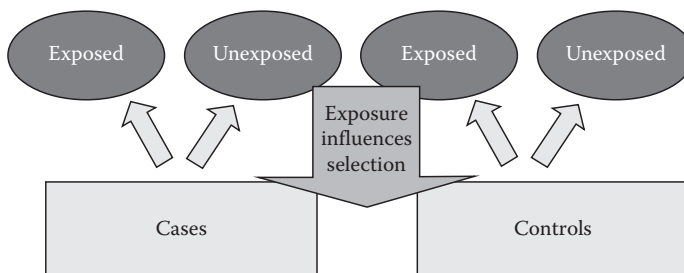 Exposed
Unexposed
Exposed
Unexposed
Exposure
influences
selection
Cases
Controls